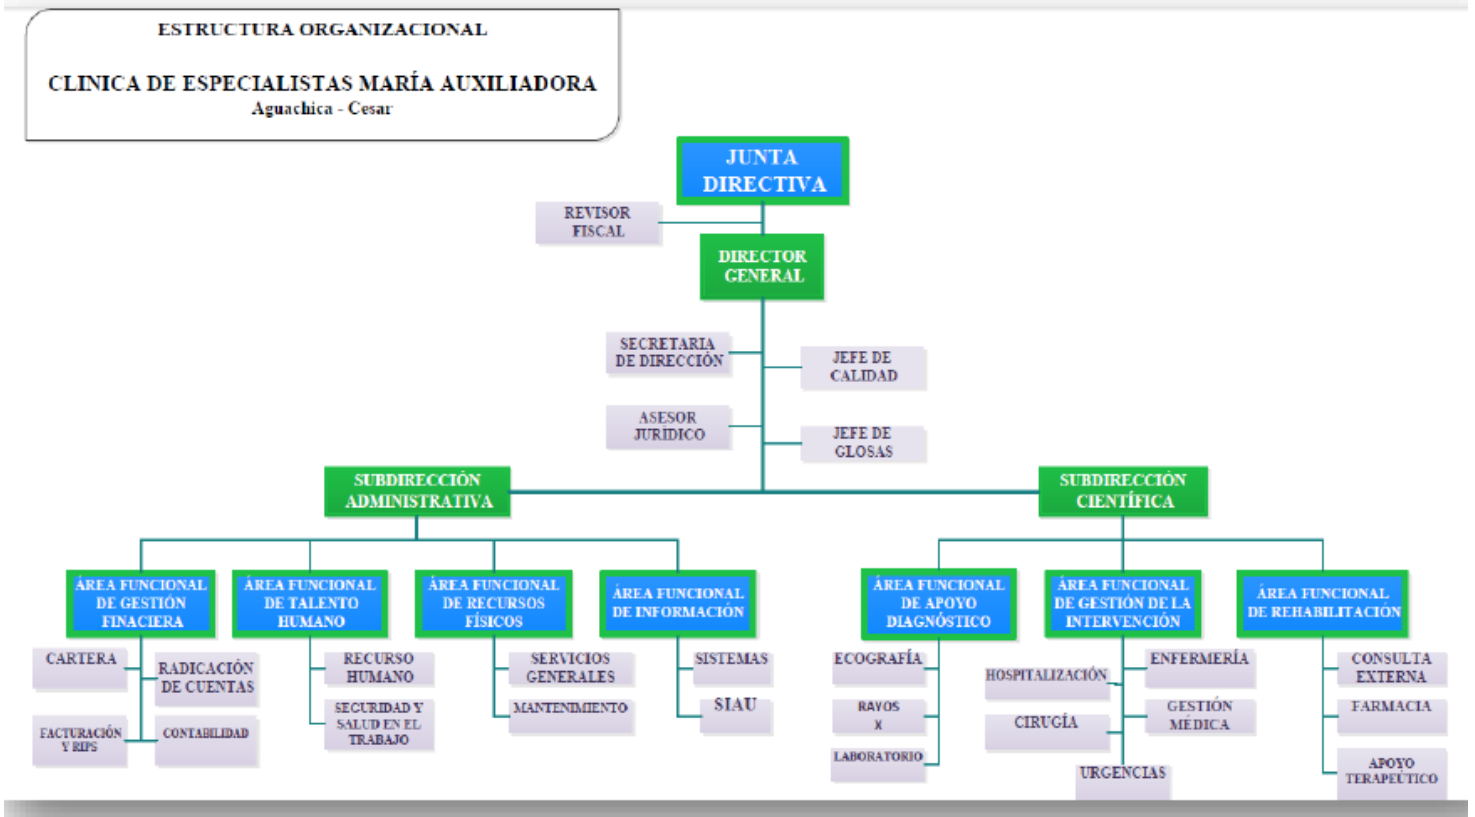 ESTRUCTURA ORGANIZACIONAL
CLINICA DE ESPECIALISTAS MARÍA AUXILIADORA
Aguachica - Cesar
JUNTA
DIRECTIVA
REVISOR
FISCAL
DIRECTOR
GENERAL
SECRETARIA
DE DIRECCIÓN
JEFE DE
CALIDAD
ASESOR
JURÍDICO
JEFE DE
GLOSAS
SUBDIRECCIÓN
ADMINISTRATIVA
SUBDIRECCIÓN
CIENTÍFICA
ÁREA FUNCIONAL
DE GESTIÓN
FINACIERA
ÁREA FUNCIONAL
DE TALENTO
HUMANO
ÁREA FUNCIONAL
DE RECURSOS
FÍSICOS
ÁREA FUNCIONAL
DE INFORMACIÓN
ÁREA FUNCIONAL
DE APOYO
DIAGNÓSTICO
ÁREA FUNCIONAL
DE GESTIÓN DE LA
INTERVENCIÓN
ÁREA FUNCIONAL
DE REHABILITACIÓN
CARTERA
RADICACIÓN
DE CUENTAS
FACTURACIÓN
Y RIPS
CONTABILIDAD
RECURSO
HUMANO
SEGURIDAD Y
SALUD EN EL
TRABAJO
SERVICIOS
GENERALES
MANTENIMIENTO
SISTEMAS
SIAU
ECOGRAFÍA
RAYOS
X
LABORATORIO
HOSPITALIZACIÓN
ENFERMERÍA
CIRUGÍA
GESTIÓN
MÉDICA
URGENCIAS
CONSULTA
EXTERNA
FARMACIA
APOYO
TERAPEÚTICO